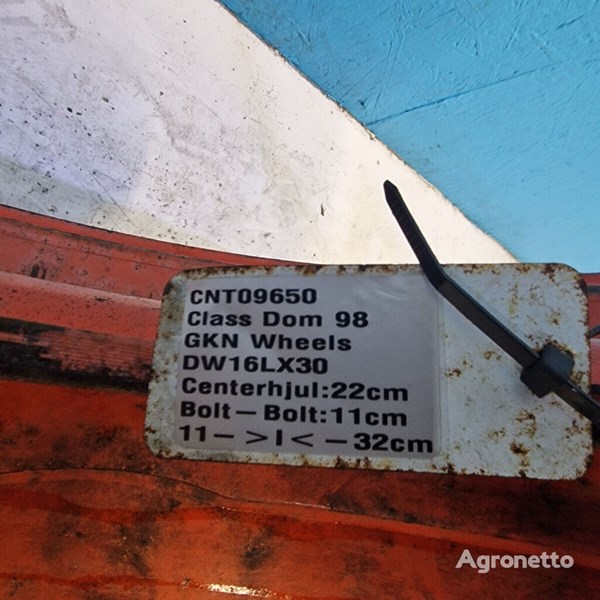 CNT09650
Class Dom 98
GKN Wheels
DW16LX30
Centerhjul:22cm
Bolt-Bolt:11cm
11->I<-32cm
Agronetto